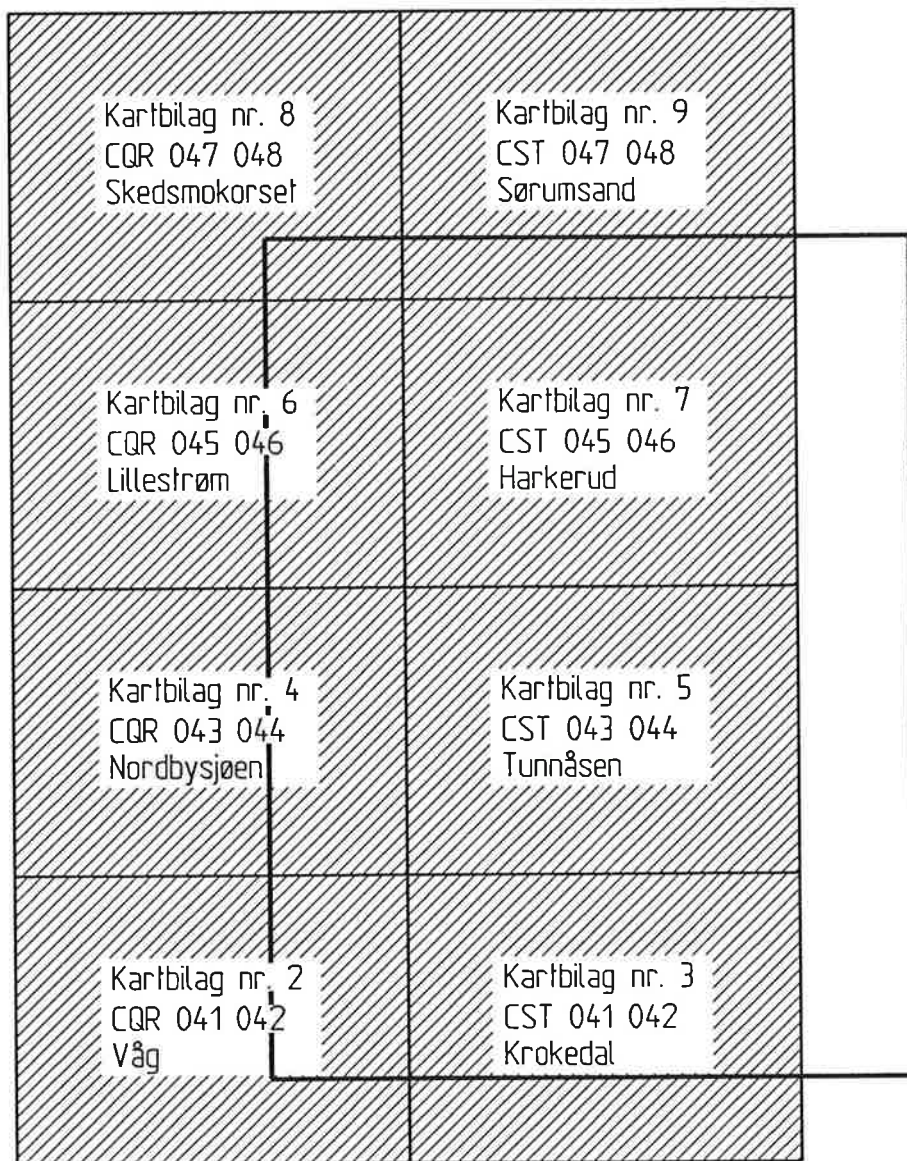 Kartbilag nr. 8
CQR 047 048
Skedsmokorset
Kartbilag nr. 9
CST 047 048
Sørumsand
Kartbilag nr. 6
CQR 045 046
Lillestrøm
Kartbilag nr. 7
CST 045 046
Harkerud
Kartbilag nr. 4
CQR 043 044
Nordbysjøen
Kartbilag nr. 5
CST 043 044
Tunnåsen
Kartbilag nr. 2
CQR 041 042
Våg
Kartbilag nr. 3
CST 041 042
Krokedal